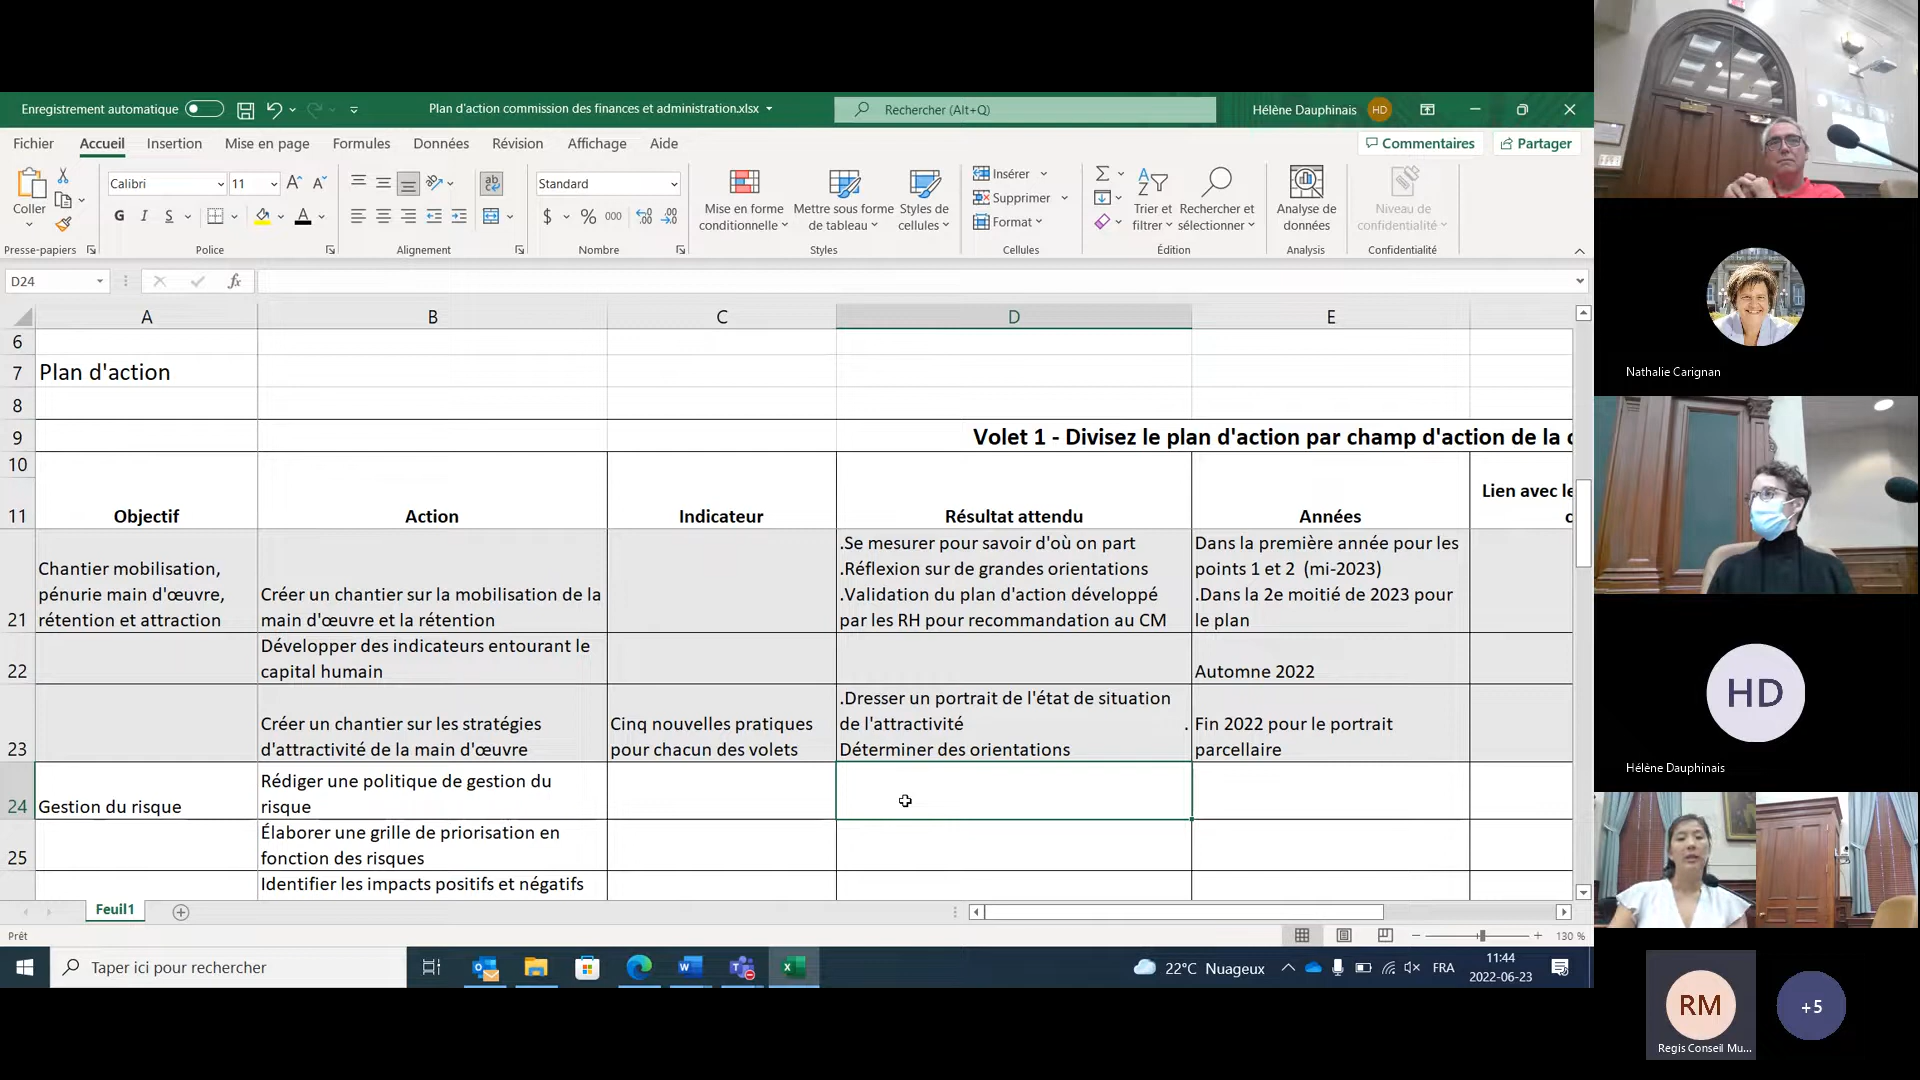 Enregistrement automatique
Plan d'action commission des finances et administration.xlsx
Rechercher (Alt+Q)
Hélène Dauphinais
HD
Fichier
Accueil
Insertion
Mise en page
Formules
Données
Révision
Affichage
Aide
Commentaires
Partager
Coller
Calibri
11
Standard
G I S
$ % 000
Mise en forme
conditionnelle
Mettre sous forme
de tableau
Styles de
cellules
Insérer
Supprimer
Format
Trier et
filtrer
Rechercher et
sélectionner
Analyse de
données
Niveau de
confidentialité
Presse-papiers
Police
Alignement
Nombre
Styles
Cellules
Édition
Analysis
Confidentialité
D24
fx
A B C D E
6
7 Plan d'action
8
9 Volet 1 - Divisez le plan d'action par champ d'action de la
10
11
Objectif
Action
Indicateur
Résultat attendu
Années
Lien avec le
21
Chantier mobilisation,
pénurie main d'œuvre,
rétention et attraction
Créer un chantier sur la mobilisation de la
main d'œuvre et la rétention
.Se mesurer pour savoir d'où on part
.Réflexion sur de grandes orientations
.Validation du plan d'action développé
par les RH pour recommandation au CM
Dans la première année pour les
points 1 et 2 (mi-2023)
.Dans la 2e moitié de 2023 pour
le plan
22
Développer des indicateurs entourant le
capital humain
Automne 2022
23
Créer un chantier sur les stratégies
d'attractivité de la main d'œuvre
Cinq nouvelles pratiques
pour chacun des volets
.Dresser un portrait de l'état de situation
de l'attractivité .
Déterminer des orientations
Fin 2022 pour le portrait
parcellaire
24
Gestion du risque
Rédiger une politique de gestion du
risque
25
Élaborer une grille de priorisation en
fonction des risques
Identifier les impacts positifs et négatifs
Feuil1
Prêt
130 %
Taper ici pour rechercher
22°C Nuageux
FRA
11:44
2022-06-23
Nathalie Carignan
HD
Hélène Dauphinais
RM
Regis Conseil Mu...
+5